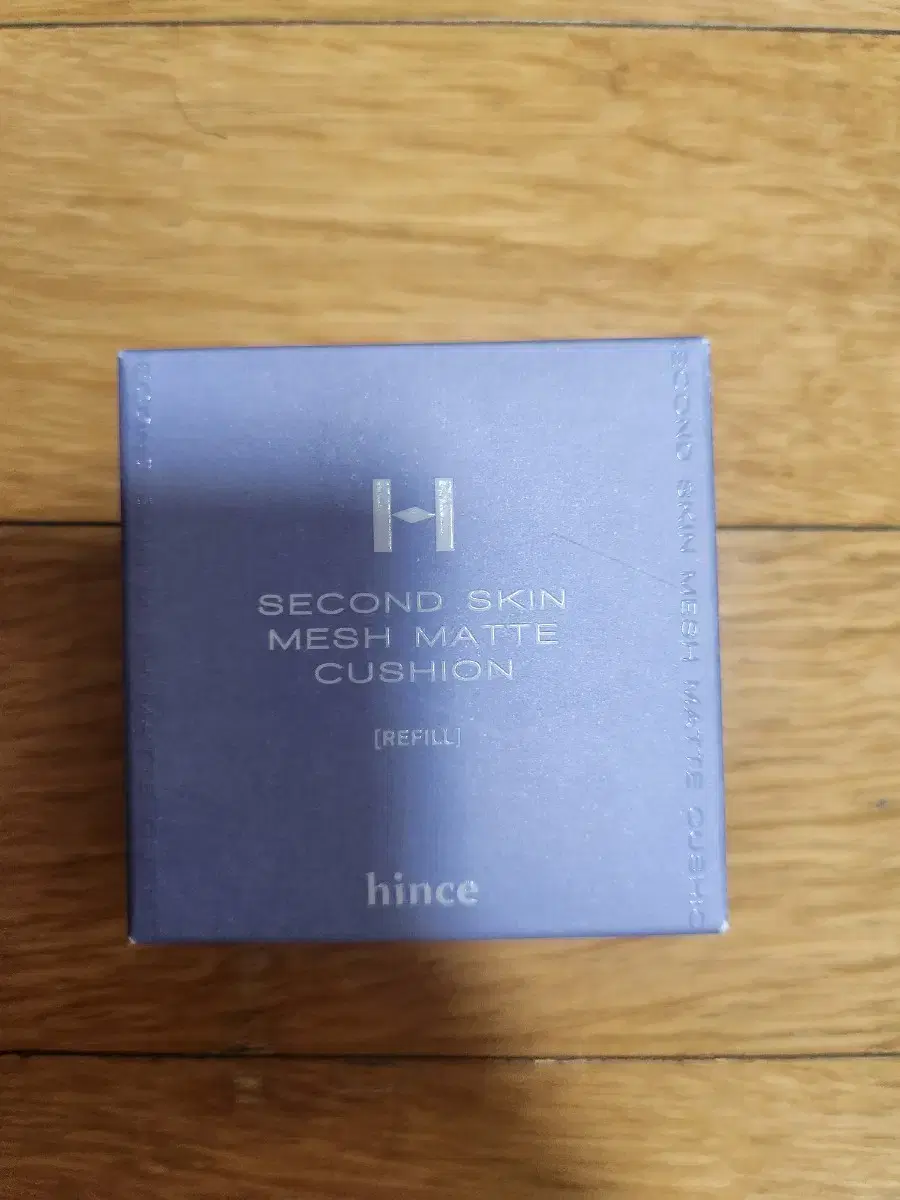 H
SECOND SKIN
MESH MATTE
CUSHION
[REFILL]
hince
SECOND SKIN MESH MATTE CUSHIO